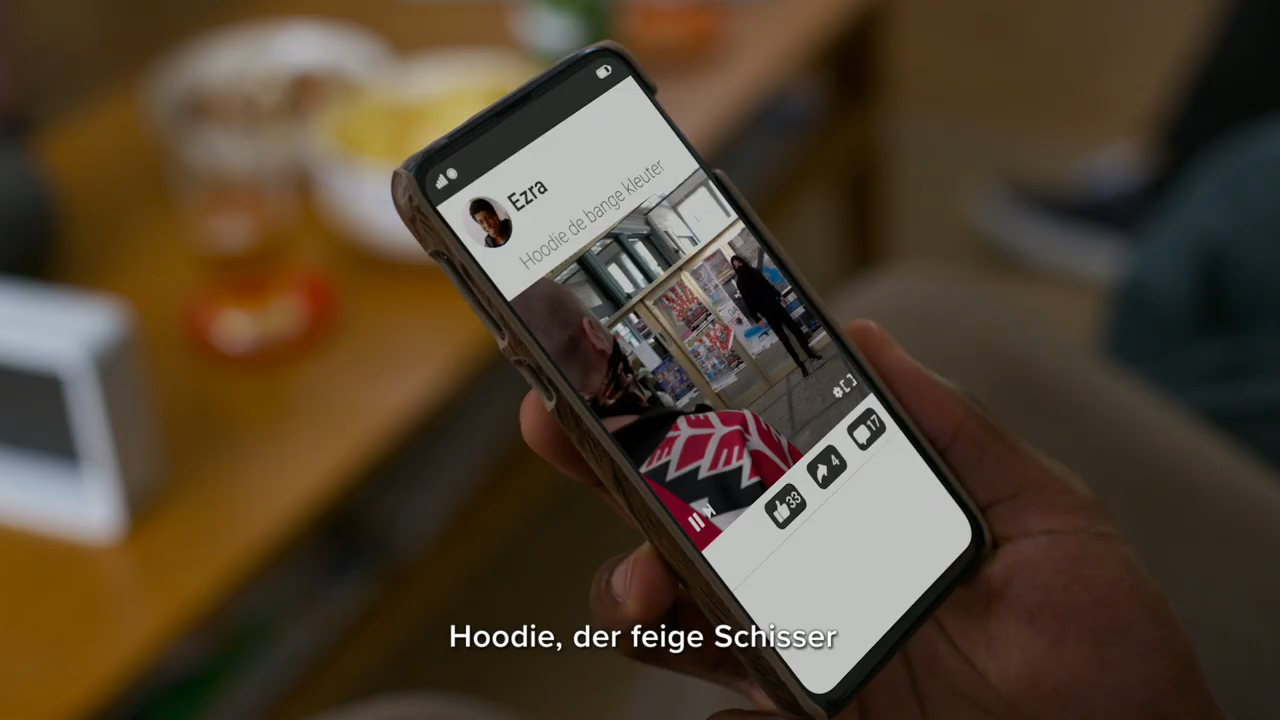 Ezra
Hoodie de bange kleuter
33
4
17
Hoodie, der feige Schisser